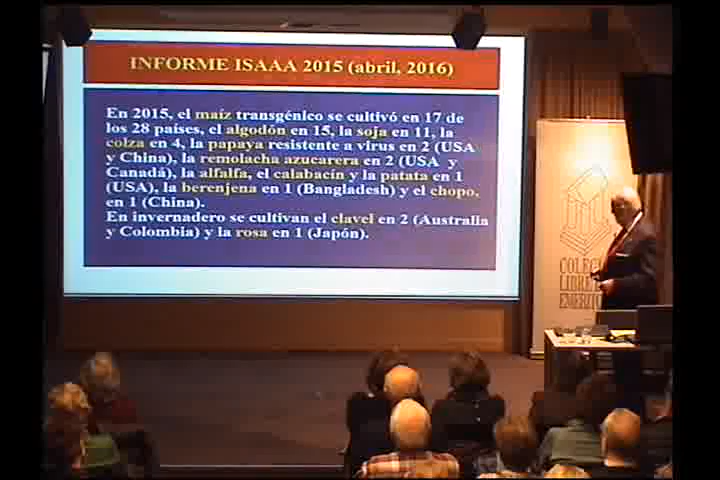 INFORME ISAAA 2015 (abril, 2016)
En 2015, el maíz transgénico se cultivó en 17 de
los 28 países, el algodón en 15, la soja en 11, la
colza en 4, la papaya resistente a virus en 2 (USA
y China), la remolacha azucarera en 2 (USA y
Canadá), la alfalfa, el calabacín y la patata en 1
(USA), la berenjena en 1 (Bangladesh) y el chopo,
en 1 (China).
En invernadero se cultivan el clavel en 2 (Australia
y Colombia) y la rosa en 1 (Japón).
COLEG
LIBRE
EMÉRITO